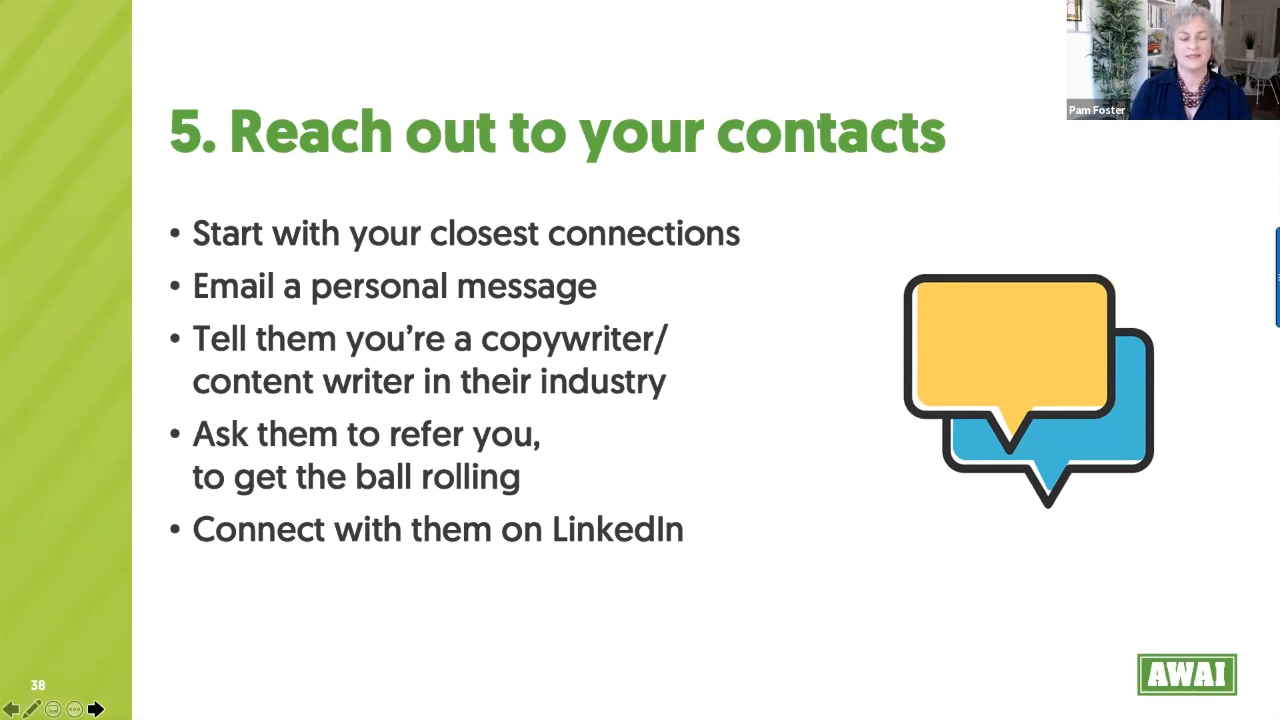 Pam Foster
5. Reach out to your contacts
• Start with your closest connections
• Email a personal message
• Tell them you’re a copywriter/
content writer in their industry
• Ask them to refer you,
to get the ball rolling
• Connect with them on LinkedIn
38
AWAI